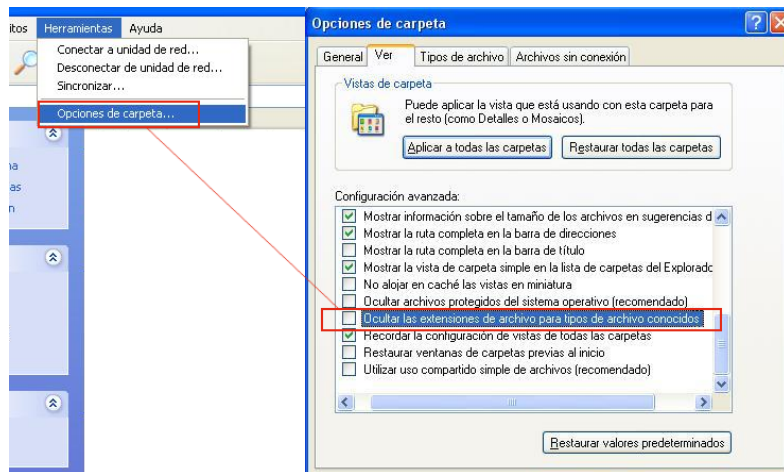 itos Herramientas Ayuda
Conectar a unidad de red...
Desconectar de unidad de red...
Sincronizar...
Opciones de carpeta...
na
as
n
Opciones de carpeta
General Ver Tipos de archivo Archivos sin conexión
Vistas de carpeta
Puede aplicar la vista que está usando con esta carpeta para
el resto (como Detalles o Mosaicos).
Aplicar a todas las carpetas Restaurar todas las carpetas
Configuración avanzada:
Mostrar información sobre el tamaño de los archivos en sugerencias d
Mostrar la ruta completa en la barra de direcciones
Mostrar la ruta completa en la barra de título
Mostrar la vista de carpeta simple en la lista de carpetas del Explorado
No alojar en caché las vistas en miniatura
Ocultar archivos protegidos del sistema operativo (recomendado)
Ocultar las extensiones de archivo para tipos de archivo conocidos
Recordar la configuración de vistas de todas las carpetas
Restaurar ventanas de carpetas previas al inicio
Utilizar uso compartido simple de archivos (recomendado)
Restaurar valores predeterminados